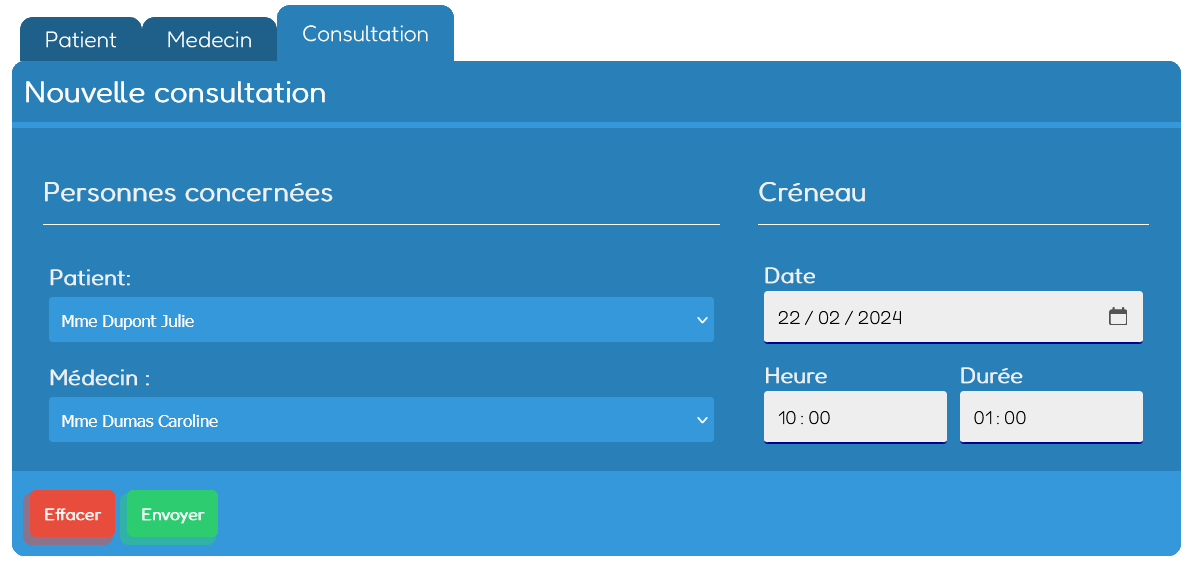 Patient
Medecin
Consultation
Nouvelle consultation
Personnes concernées
Patient:
Mme Dupont Julie
Médecin :
Mme Dumas Caroline
Créneau
Date
22 / 02 / 2024
Heure
Durée
10 : 00
01 : 00
Effacer
Envoyer